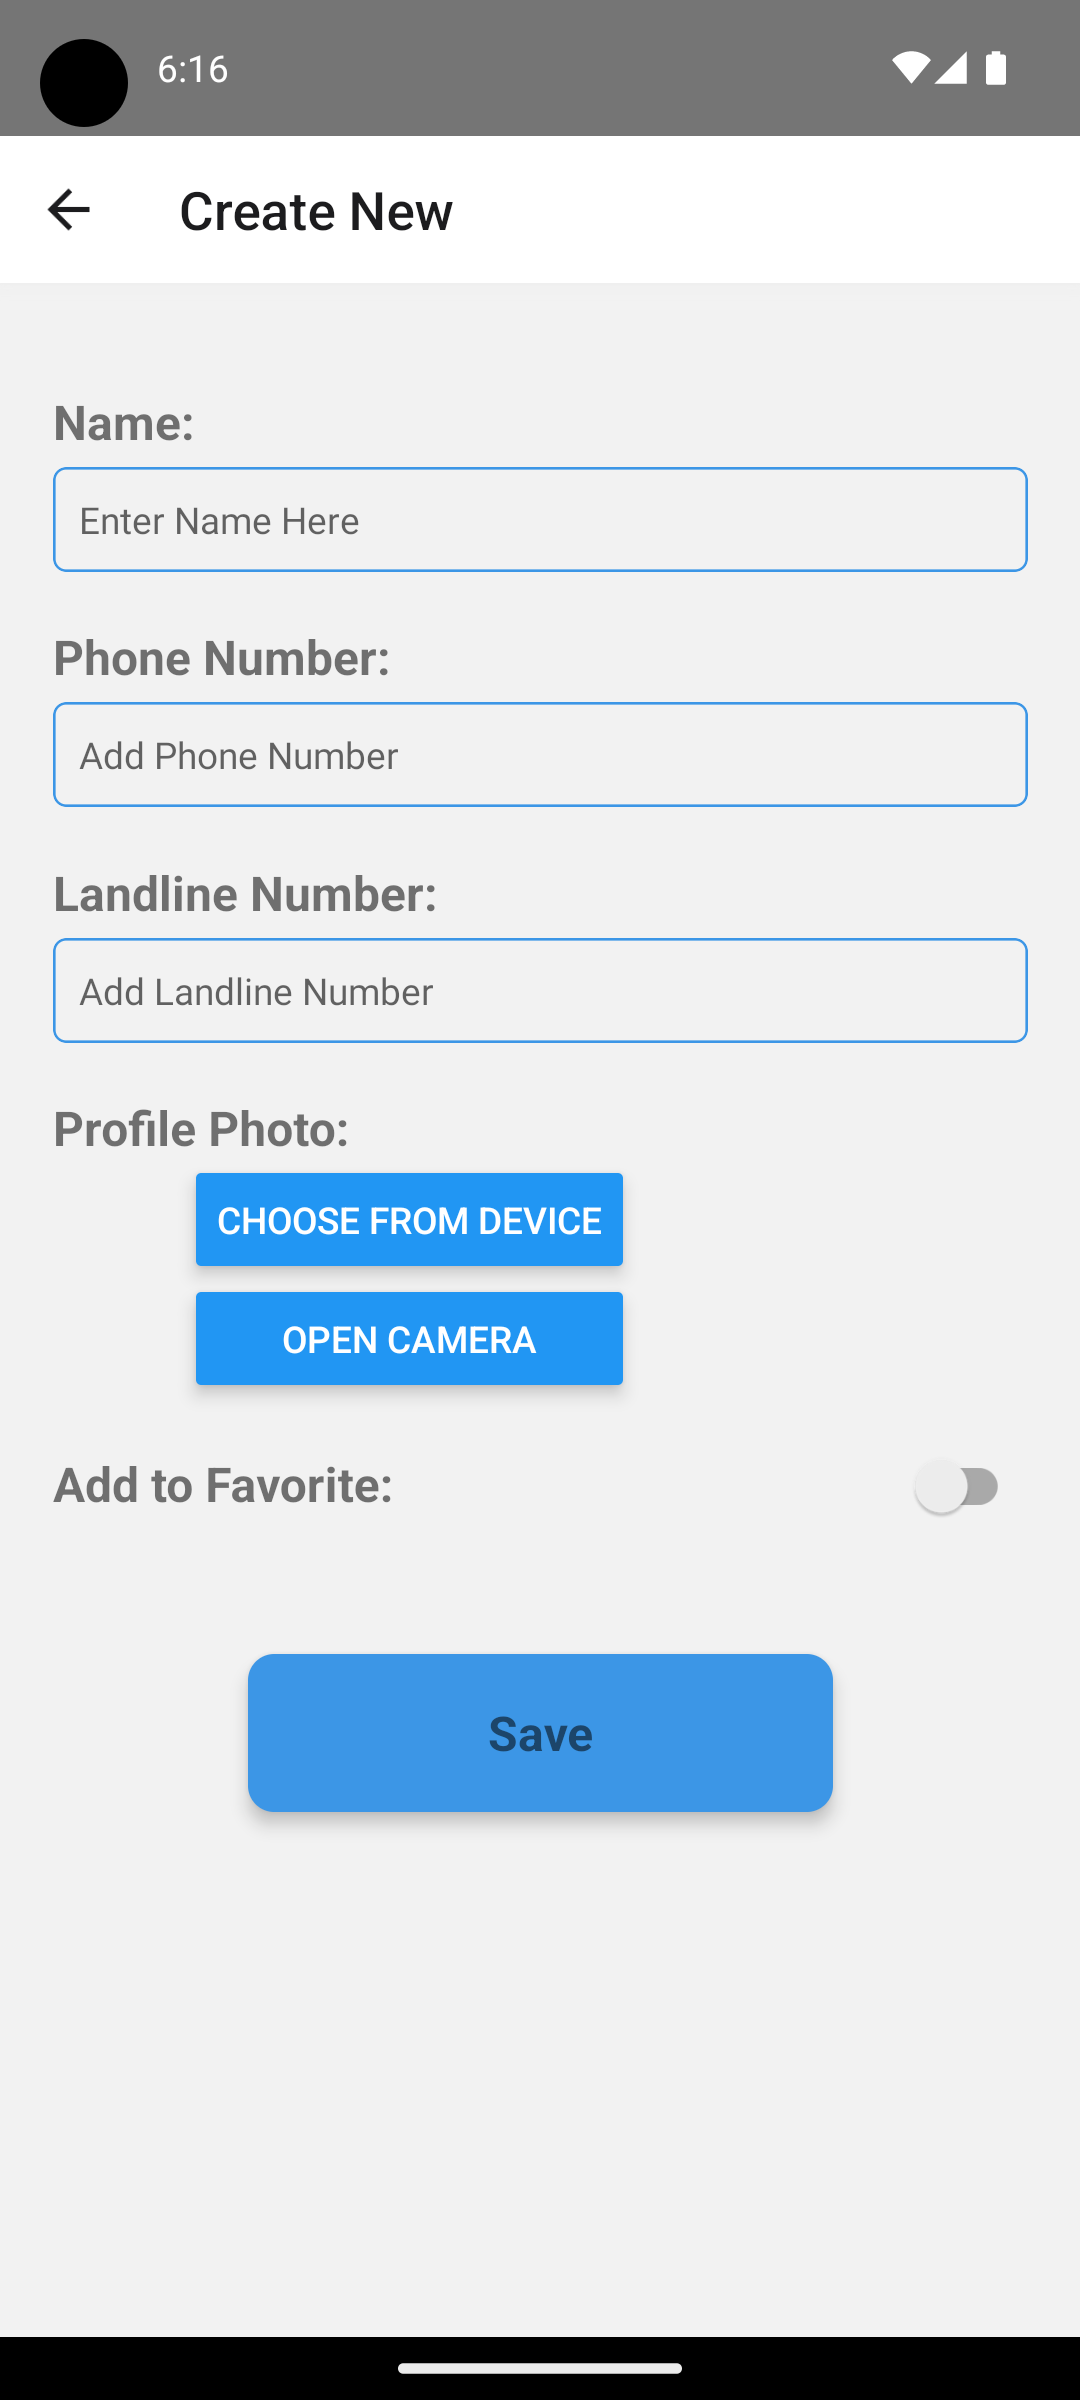 6:16
Create New
Name:
Enter Name Here
Phone Number:
Add Phone Number
Landline Number:
Add Landline Number
Profile Photo:
CHOOSE FROM DEVICE
OPEN CAMERA
Add to Favorite:
Save